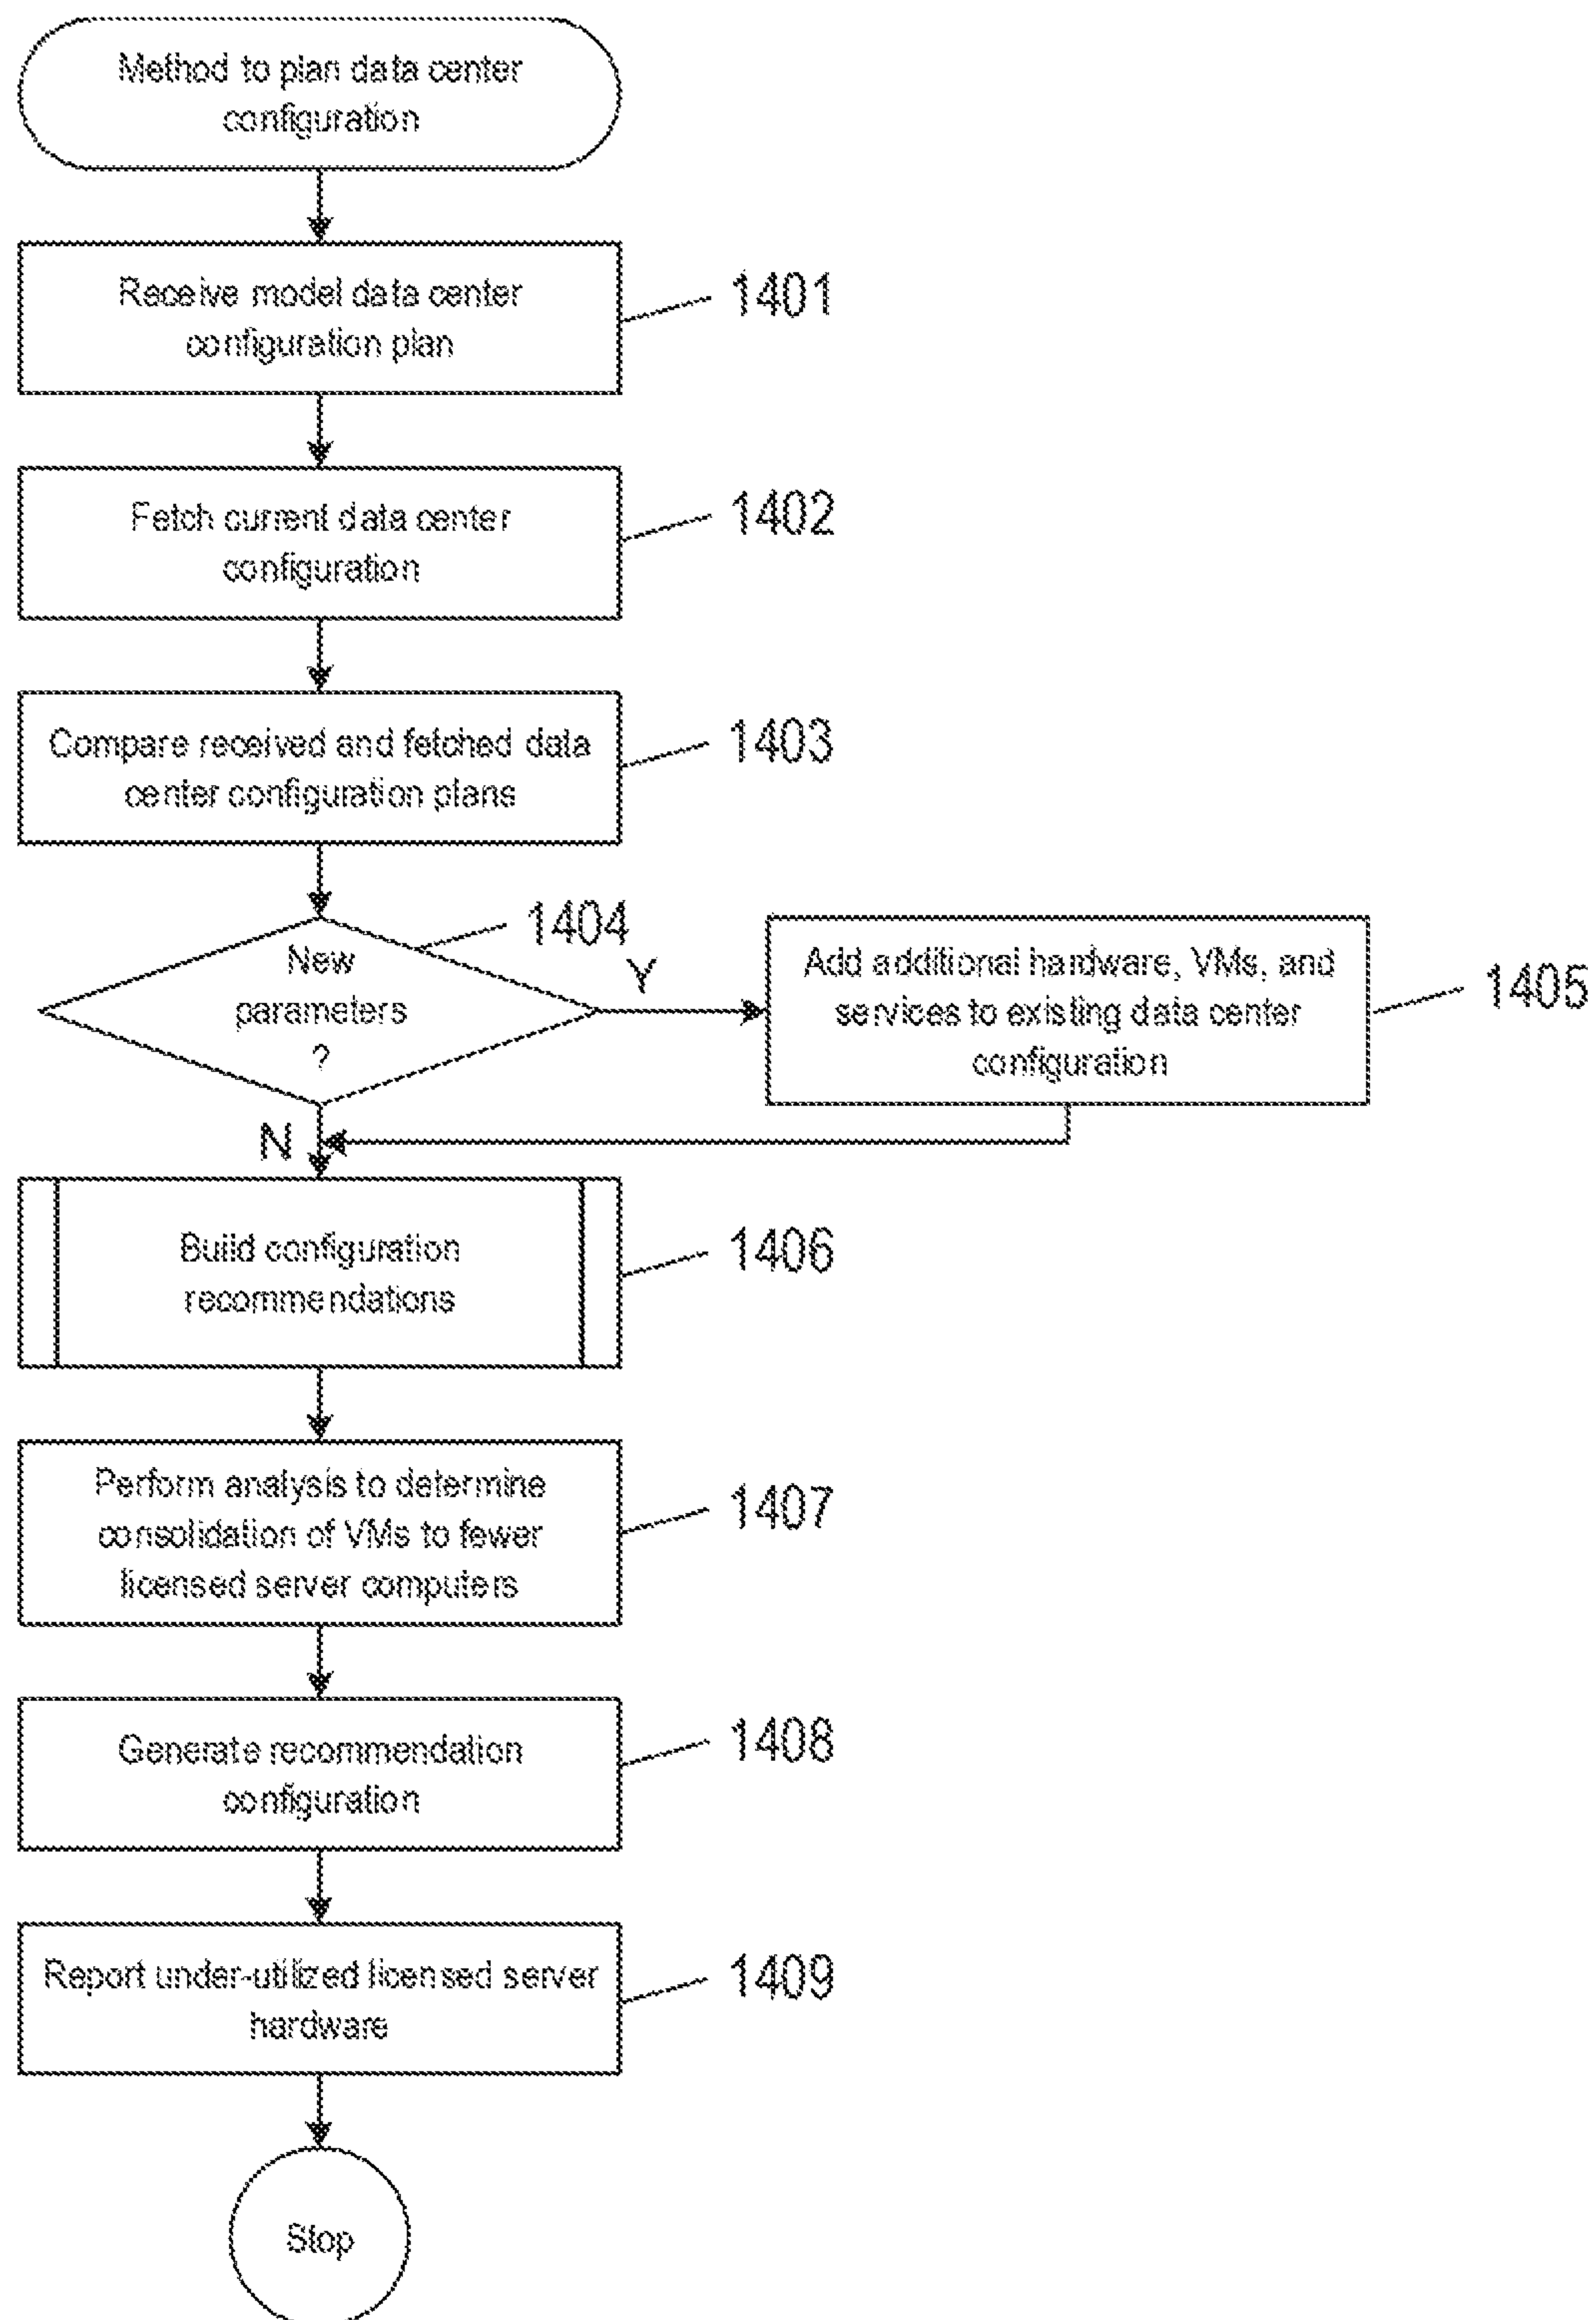 Method to plan data center
configuration
Receive model data center
configuration plan
1401
Fetch current data center
configuration
1402
Compare received and fetched data
center configuration plans
1403
New
parameters
?
1404
Y
Add additional hardware, VMs, and
services to existing data center
configuration
1405
N
Build configuration
recommendations
1406
Perform analysis to determine
consolidation of VMs to fewer
licensed server computers
1407
Generate recommendation
configuration
1408
Report under-utilized licensed server
hardware
1409
Stop